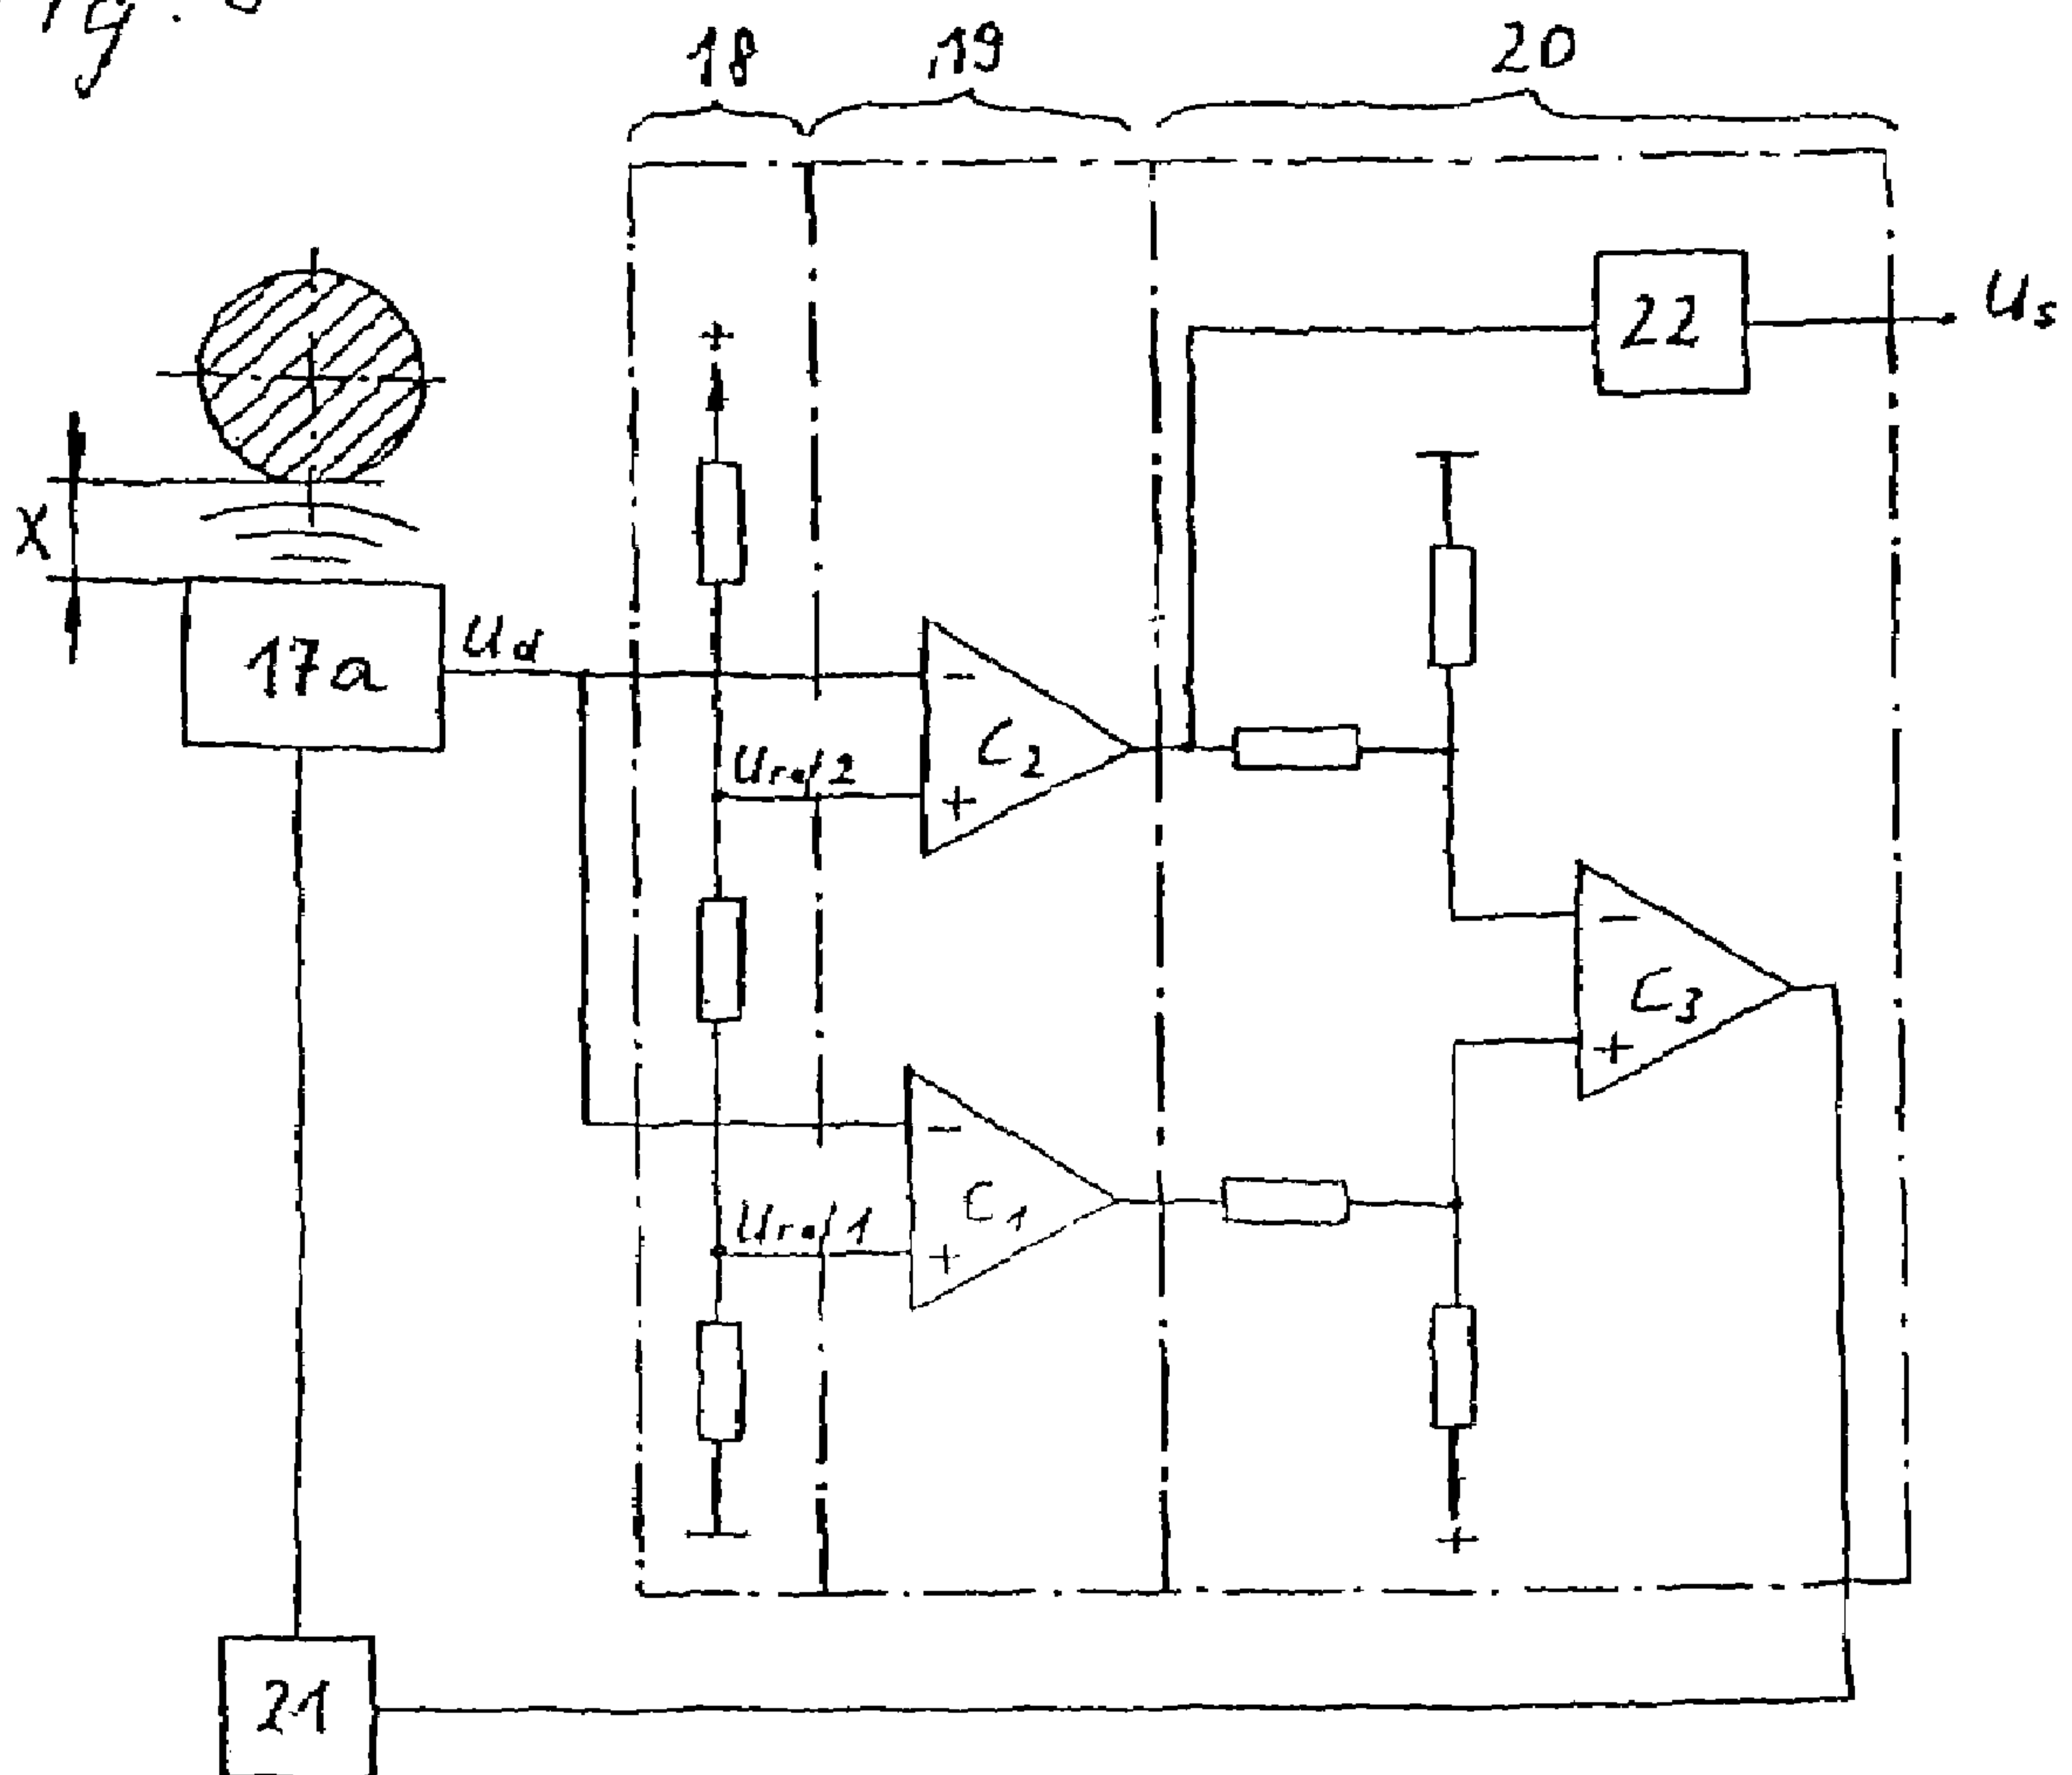 18
19
20
22
us
x
17a
ud
C2
-
+
uref2
C3
-
+
C1
-
+
uref1
+
+
21